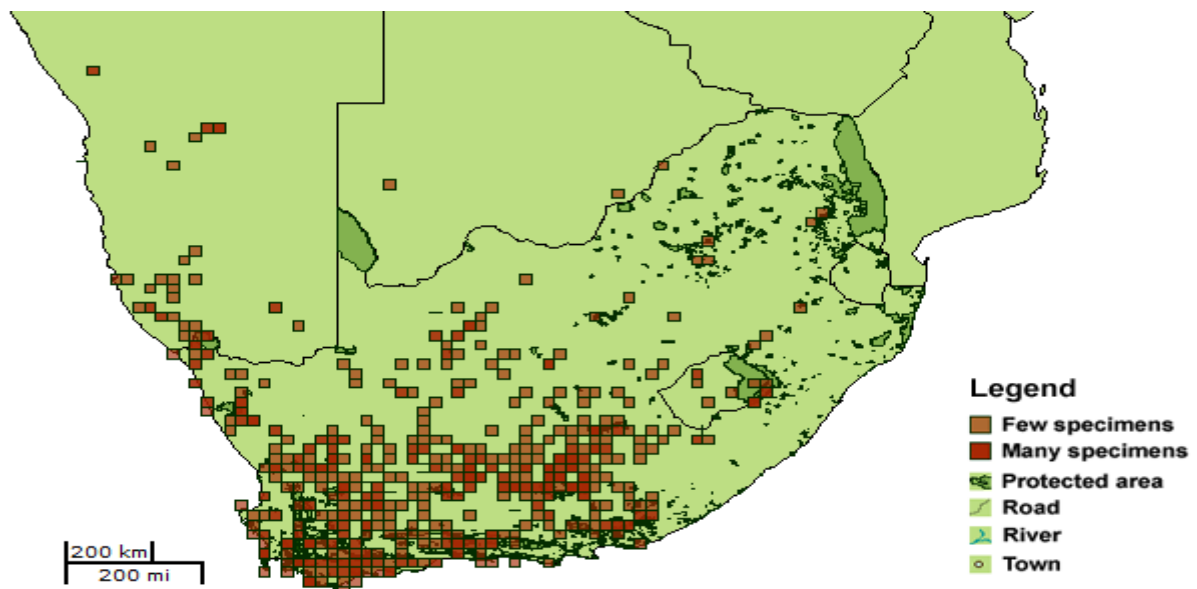 Legend
Few specimens
Many specimens
Protected area
Road
River
Town
200 km
200 mi